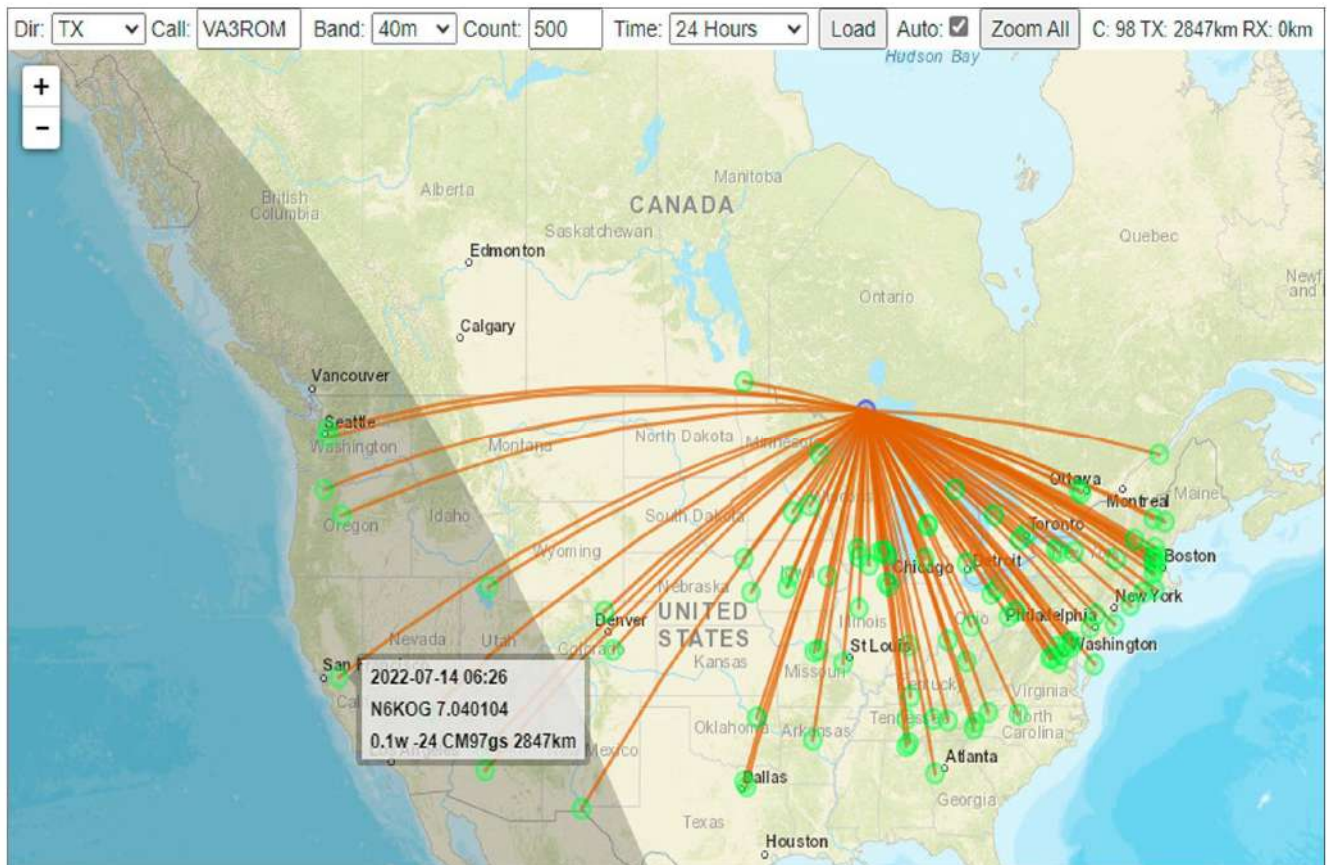 Dir: TX Call: VA3ROM Band: 40m Count: 500 Time: 24 Hours Load Auto: Zoom All C: 98 TX: 2847km RX: 0km
+
−
Hudson Bay
Manitoba
Alberta
British
Columbia
CANADA
Saskatchewan
Edmonton
Quebec
Newf
and
Ontario
Calgary
Vancouver
Seattle
Washington
Montana
North Dakota
Minnesota
Ottawa
Montreal
Maine
Oregon
Idaho
South Dakota
Toronto
Wyoming
Chicago
Detroit
Boston
Nebraska
Iowa
UNITED
STATES
Denver
Illinois
Ohio
Philadelphia
New York
Nevada
Utah
Colorado
Kansas
Missouri
St Louis
Washington
San
2022-07-14 06:26
N6KOG 7.040104
0.1w -24 CM97gs 2847km
Kentucky
Virginia
Oklahoma
Arkansas
Tennessee
North
Carolina
Mexico
Atlanta
Dallas
Georgia
Texas
Houston